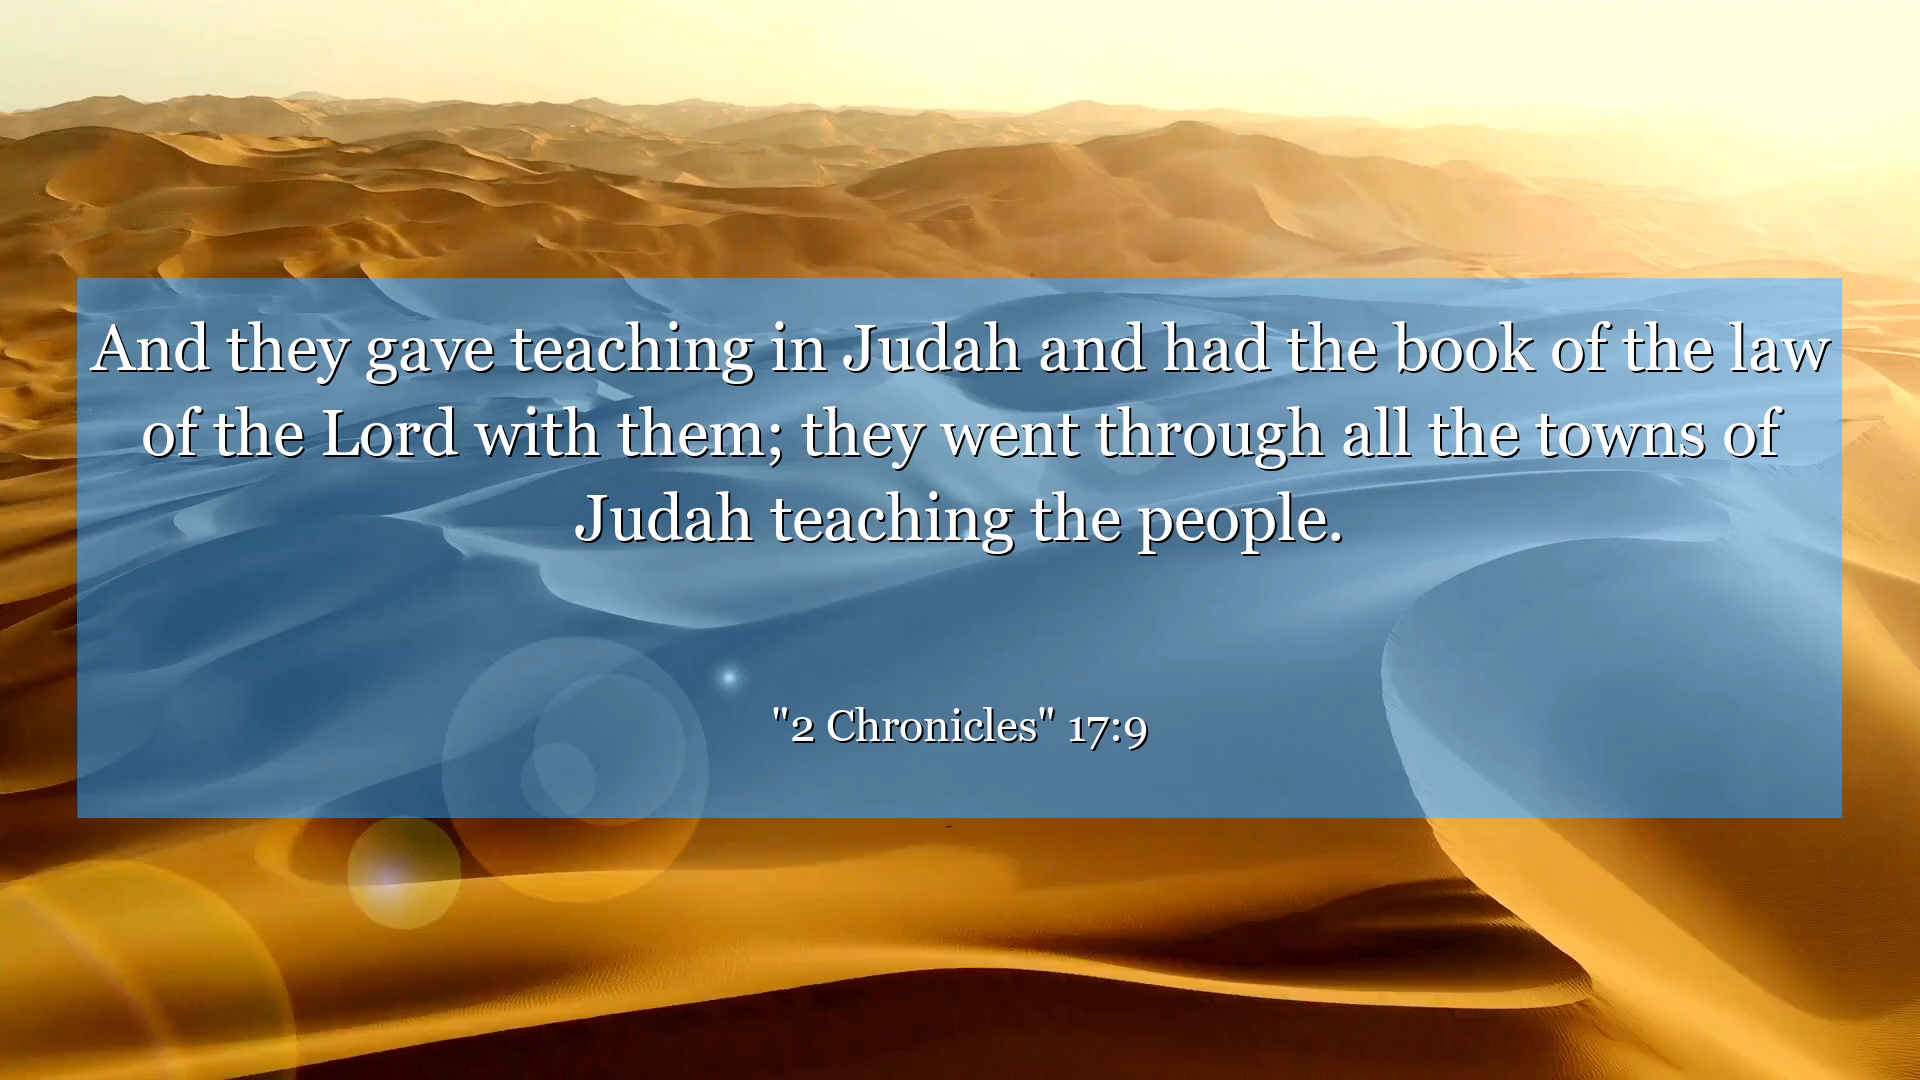 And they gave teaching in Judah and had the book of the law
of the Lord with them; they went through all the towns of
Judah teaching the people.
"2 Chronicles" 17:9